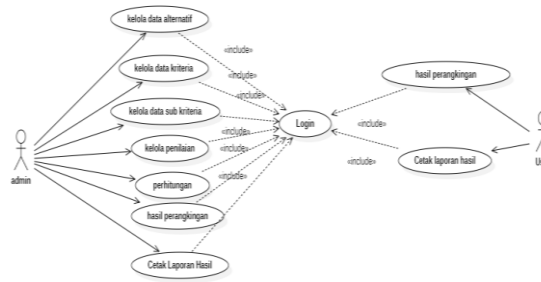 kelola data alternatif
«include»
kelola data kriteria
«include»
hasil perangkingan
«include»
kelola data sub kriteria
Login
«include»
«include»
kelola penilaian
«include»
admin
Cetak laporan hasil
«include»
«include»
perhitungan
hasil perangkingan
Cetak Laporan Hasil